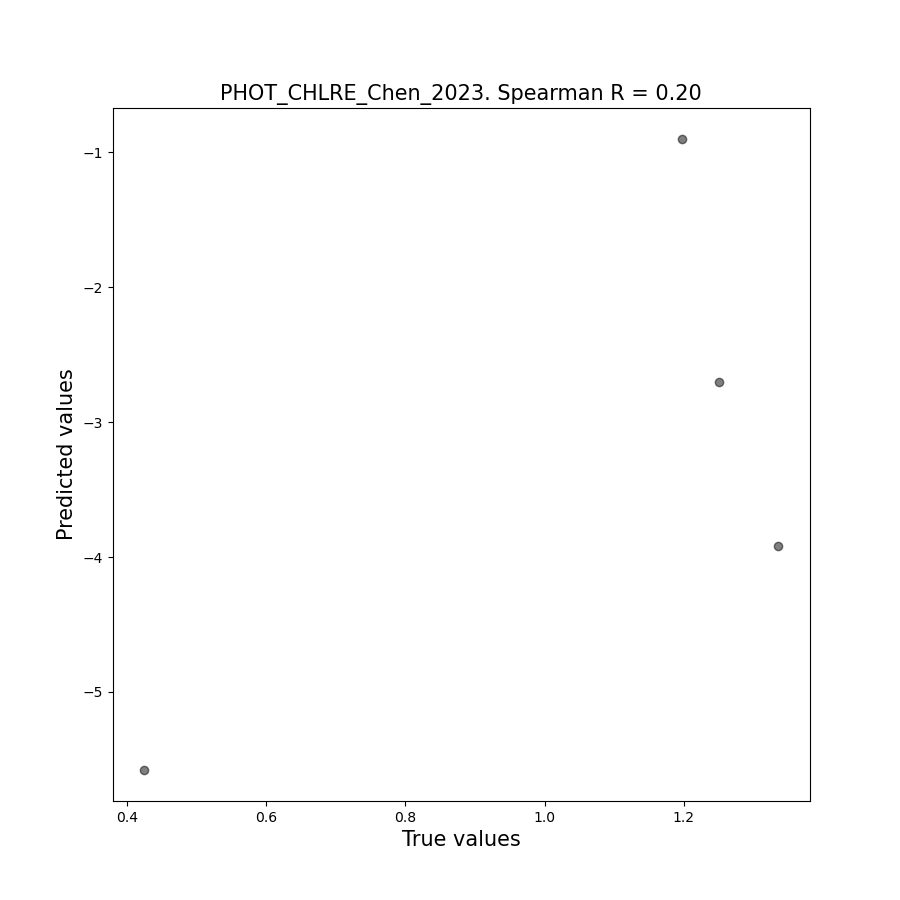 PHOT_CHLRE_Chen_2023. Spearman R = 0.20
−1
−2
−3
−4
−5
Predicted values
0.4 0.6 0.8 1.0 1.2
True values